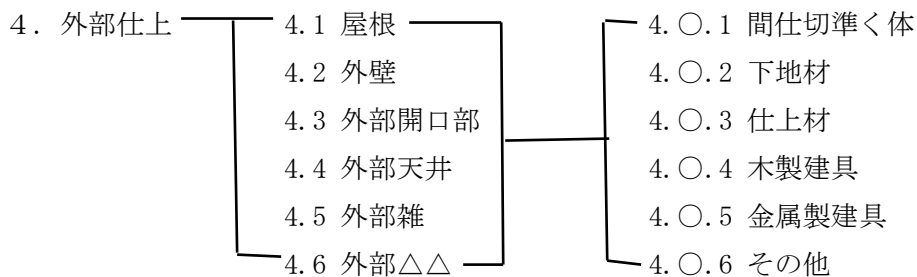 ４．外部仕上 4.1 屋根 4.○.1 間仕切準く体
4.2 外壁 4.○.2 下地材
4.3 外部開口部 4.○.3 仕上材
4.4 外部天井 4.○.4 木製建具
4.5 外部雑 4.○.5 金属製建具
4.6 外部△△ 4.○.6 その他